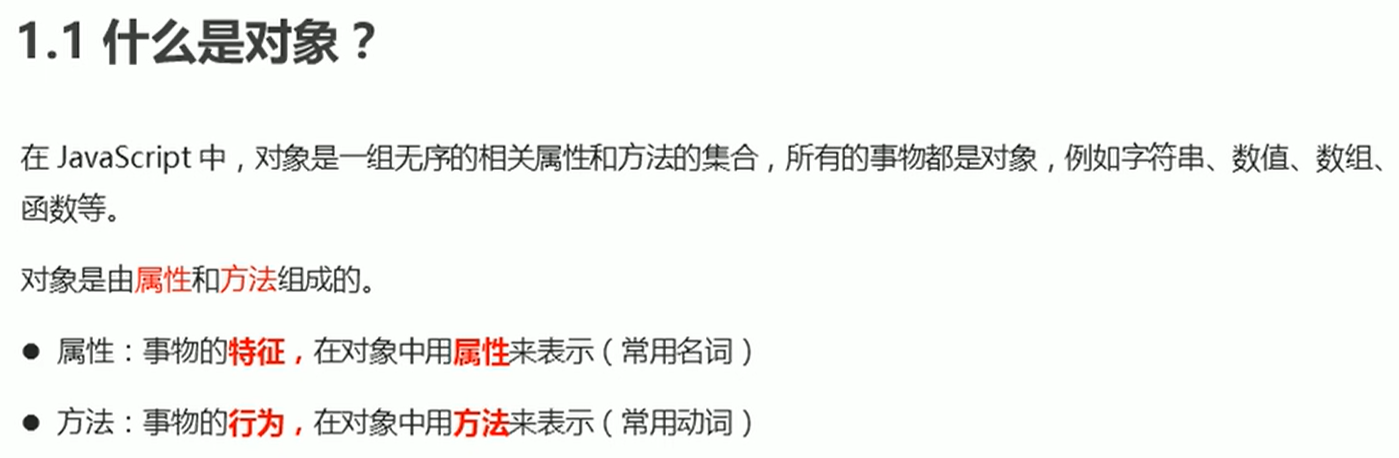 1.1 什么是对象？
在 JavaScript 中，对象是一组无序的相关属性和方法的集合，所有的事物都是对象，例如字符串、数值、数组、
函数等。
对象是由属性和方法组成的。
● 属性：事物的特征，在对象中用属性来表示（常用名词）
● 方法：事物的行为，在对象中用方法来表示（常用动词）